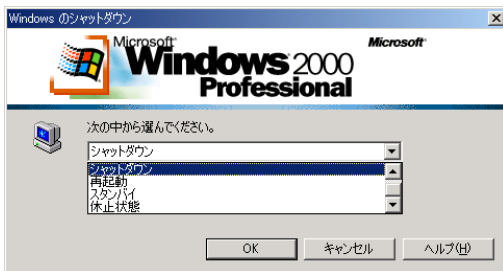 Windows のシャットダウン
Microsoft
Microsoft
Windows 2000
Professional
次の中から選んでください。
シャットダウン
シャットダウン
再起動
スタンバイ
休止状態
OK
キャンセル
ヘルプ(H)